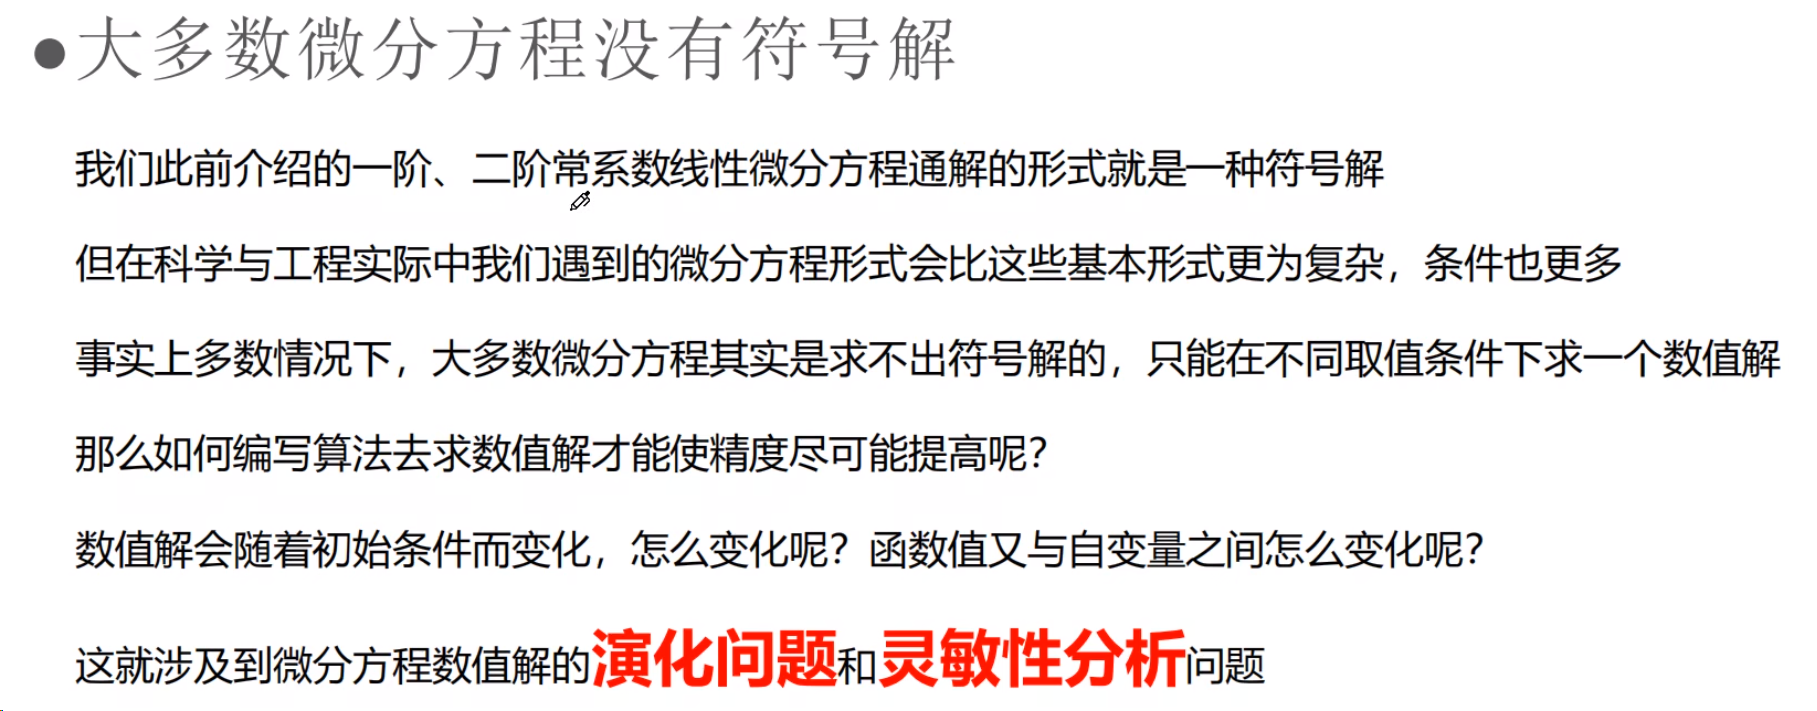 ●大多数微分方程没有符号解
我们此前介绍的一阶、二阶常系数线性微分方程通解的形式就是一种符号解
但在科学与工程实际中我们遇到的微分方程形式会比这些基本形式更为复杂，条件也更多
事实上多数情况下，大多数微分方程其实是求不出符号解的，只能在不同取值条件下求一个数值解
那么如何编写算法去求数值解才能使精度尽可能提高呢？
数值解会随着初始条件而变化，怎么变化呢？函数值又与自变量之间怎么变化呢？
这就涉及到微分方程数值解的演化问题和灵敏性分析问题